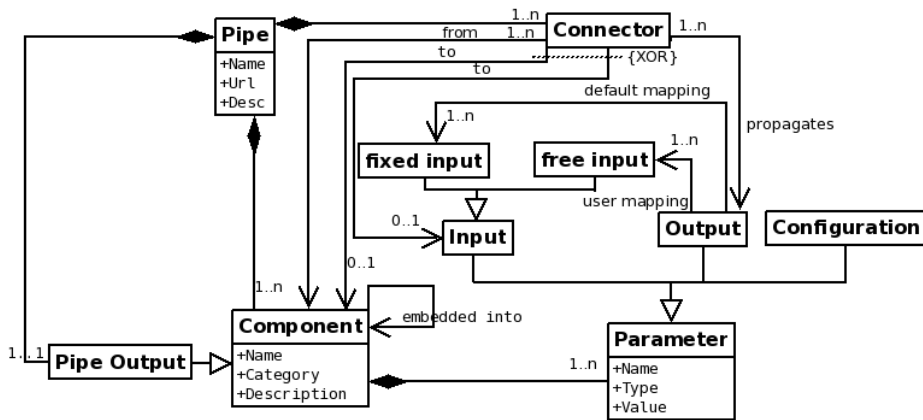 Pipe
+Name
+Url
+Desc
1..n
Connector
from
1..n
1..n
to
{XOR}
to
default mapping
1..n
propagates
fixed input
free input
1..n
user mapping
0..1
Input
Output
Configuration
0..1
1..n
Component
+Name
+Category
+Description
embedded into
Parameter
+Name
+Type
+Value
1..1
Pipe Output
1..n